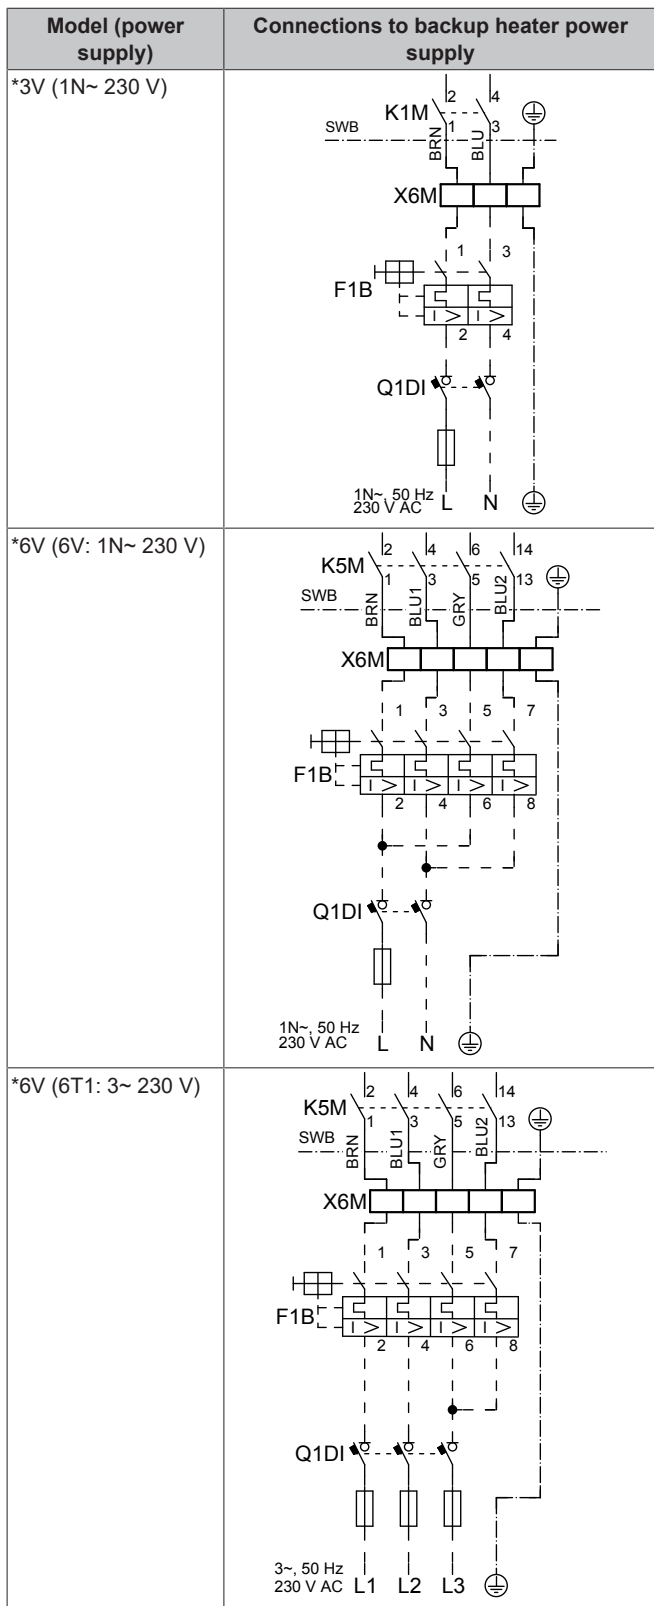 Model (power supply)
Connections to backup heater power supply
*3V (1N~ 230 V)
2 4
K1M
1 3
SWB
BRN BLU
X6M
1 3
F1B
I > I >
2 4
Q1DI
1N~, 50 Hz
230 V AC L N
*6V (6V: 1N~ 230 V)
2 4 6 14
K5M
1 3 5 13
SWB
BRN BLU1 GRY BLU2
X6M
1 3 5 7
F1B
I > I > I > I >
2 4 6 8
Q1DI
1N~, 50 Hz
230 V AC L N
*6V (6T1: 3~ 230 V)
2 4 6 14
K5M
1 3 5 13
SWB
BRN BLU1 GRY BLU2
X6M
1 3 5 7
F1B
I > I > I > I >
2 4 6 8
Q1DI
3~, 50 Hz
230 V AC L1 L2 L3